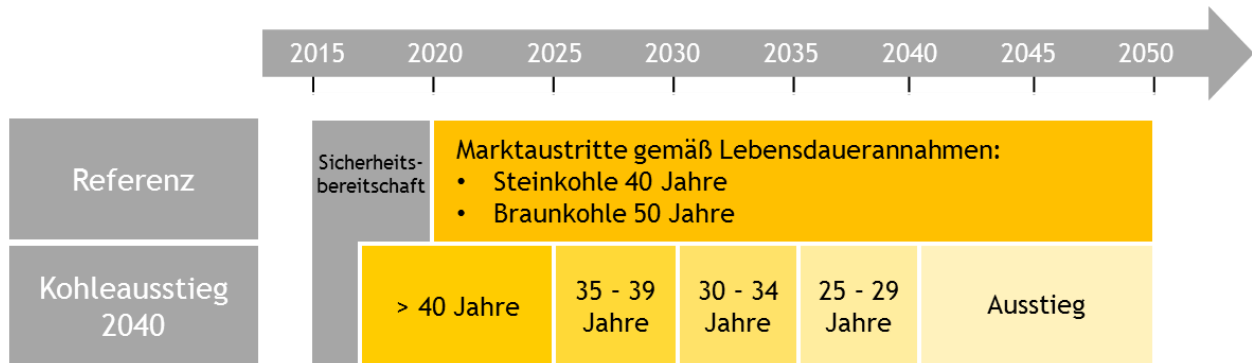 2015 2020 2025 2030 2035 2040 2045 2050
Referenz
Sicherheits-
bereitschaft
Marktaustritte gemäß Lebensdauerannahmen:
• Steinkohle 40 Jahre
• Braunkohle 50 Jahre
Kohleausstieg
2040
> 40 Jahre
35 - 39
Jahre
30 - 34
Jahre
25 - 29
Jahre
Ausstieg